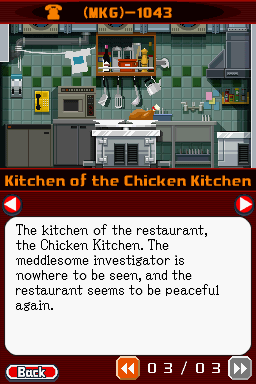 (MKG)-1043
Kitchen of the Chicken Kitchen
The kitchen of the restaurant,
the Chicken Kitchen. The
meddlesome investigator is
nowhere to be seen, and the
restaurant seems to be peaceful
again.
Back
03/03